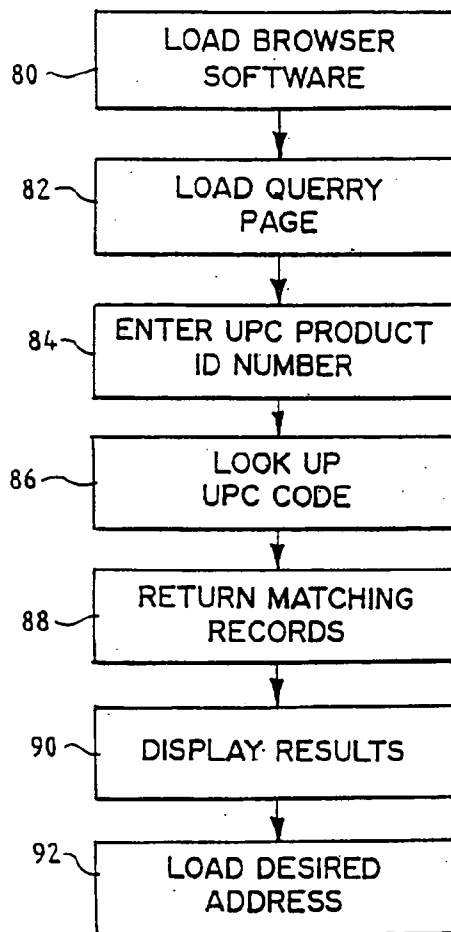 80
LOAD BROWSER
SOFTWARE
82
LOAD QUERRY
PAGE
84
ENTER UPC PRODUCT
ID NUMBER
86
LOOK UP
UPC CODE
88
RETURN MATCHING
RECORDS
90
DISPLAY RESULTS
92
LOAD DESIRED
ADDRESS